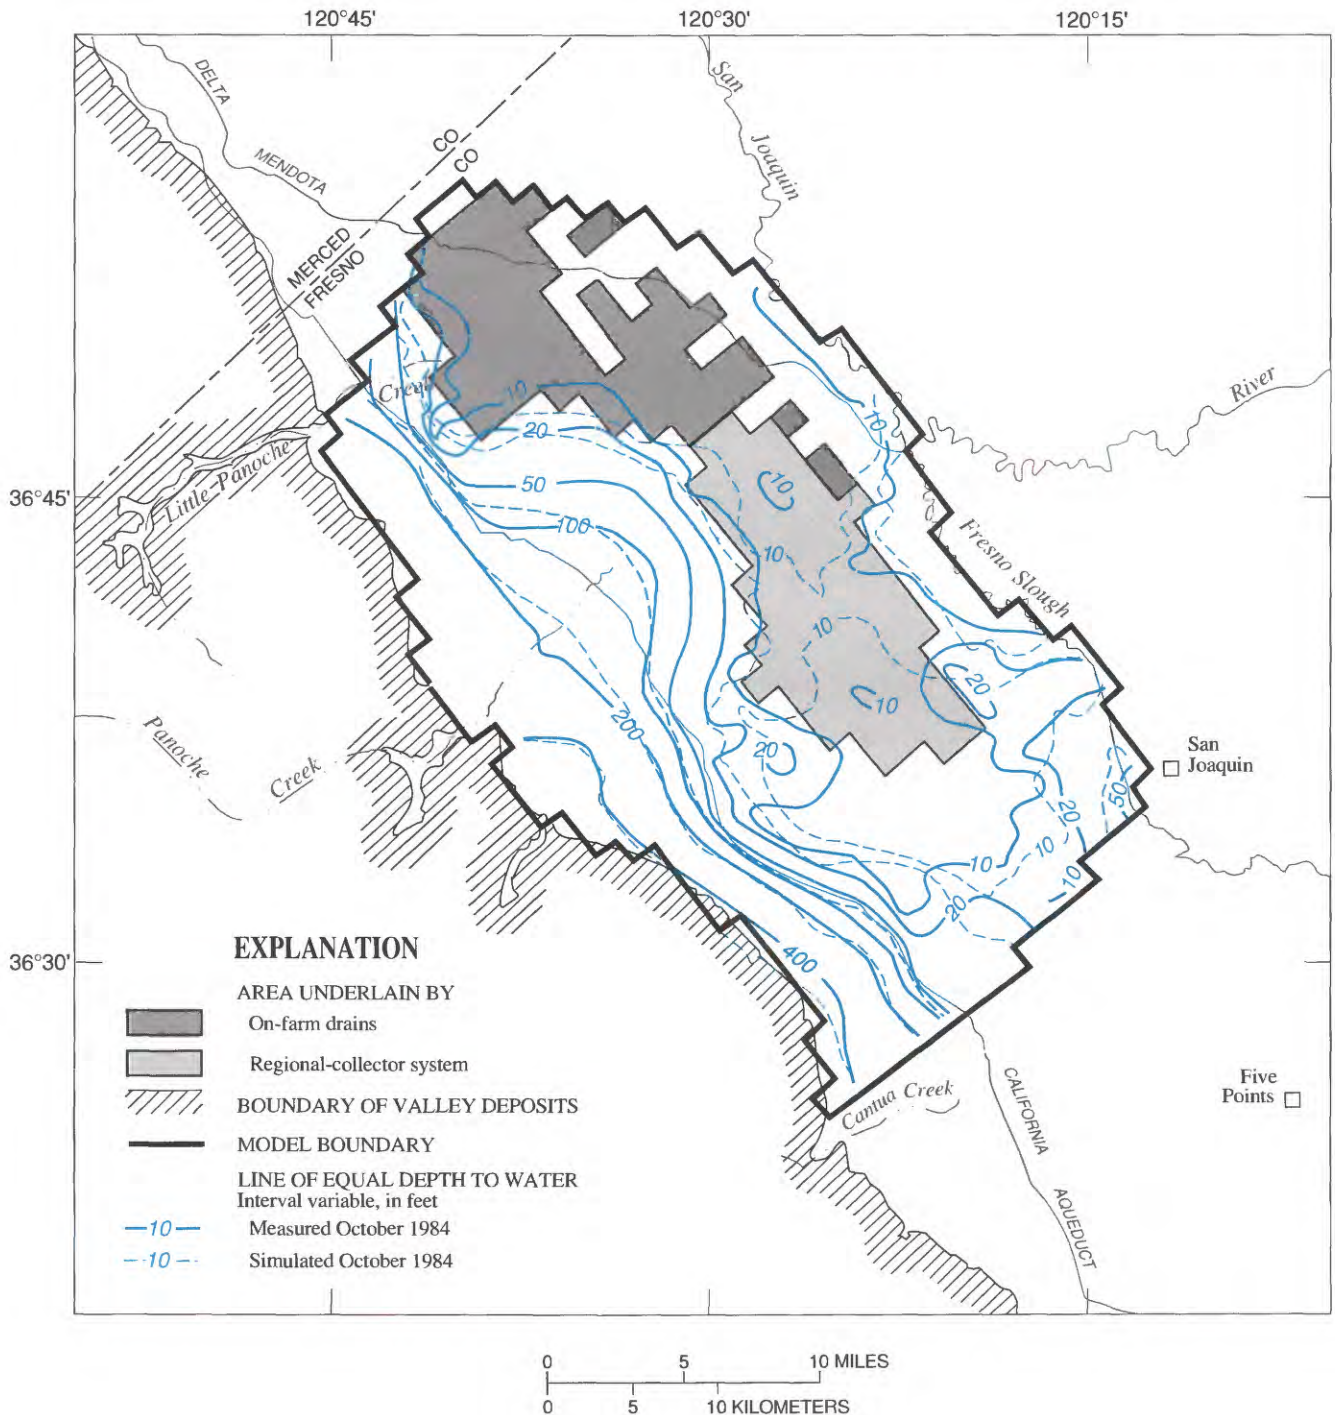 120°45'
120°30'
120°15'
DELTA
MENDOTA
CO
CO
MERCED
FRESNO
San
Joaquin
River
Creek
Little Panoche
10
20
50
100
10
10
10
10
10
36°45'
Fresno Slough
20
200
20
Panoche
Creek
San
Joaquin
50
20
10
10
10
20
400
36°30'
Five
Points
Cantua Creek
CALIFORNIA
AQUEDUCT
EXPLANATION
AREA UNDERLAIN BY
On-farm drains
Regional-collector system
BOUNDARY OF VALLEY DEPOSITS
MODEL BOUNDARY
LINE OF EQUAL DEPTH TO WATER
Interval variable, in feet
10 Measured October 1984
10 Simulated October 1984
0 5 10 MILES
0 5 10 KILOMETERS